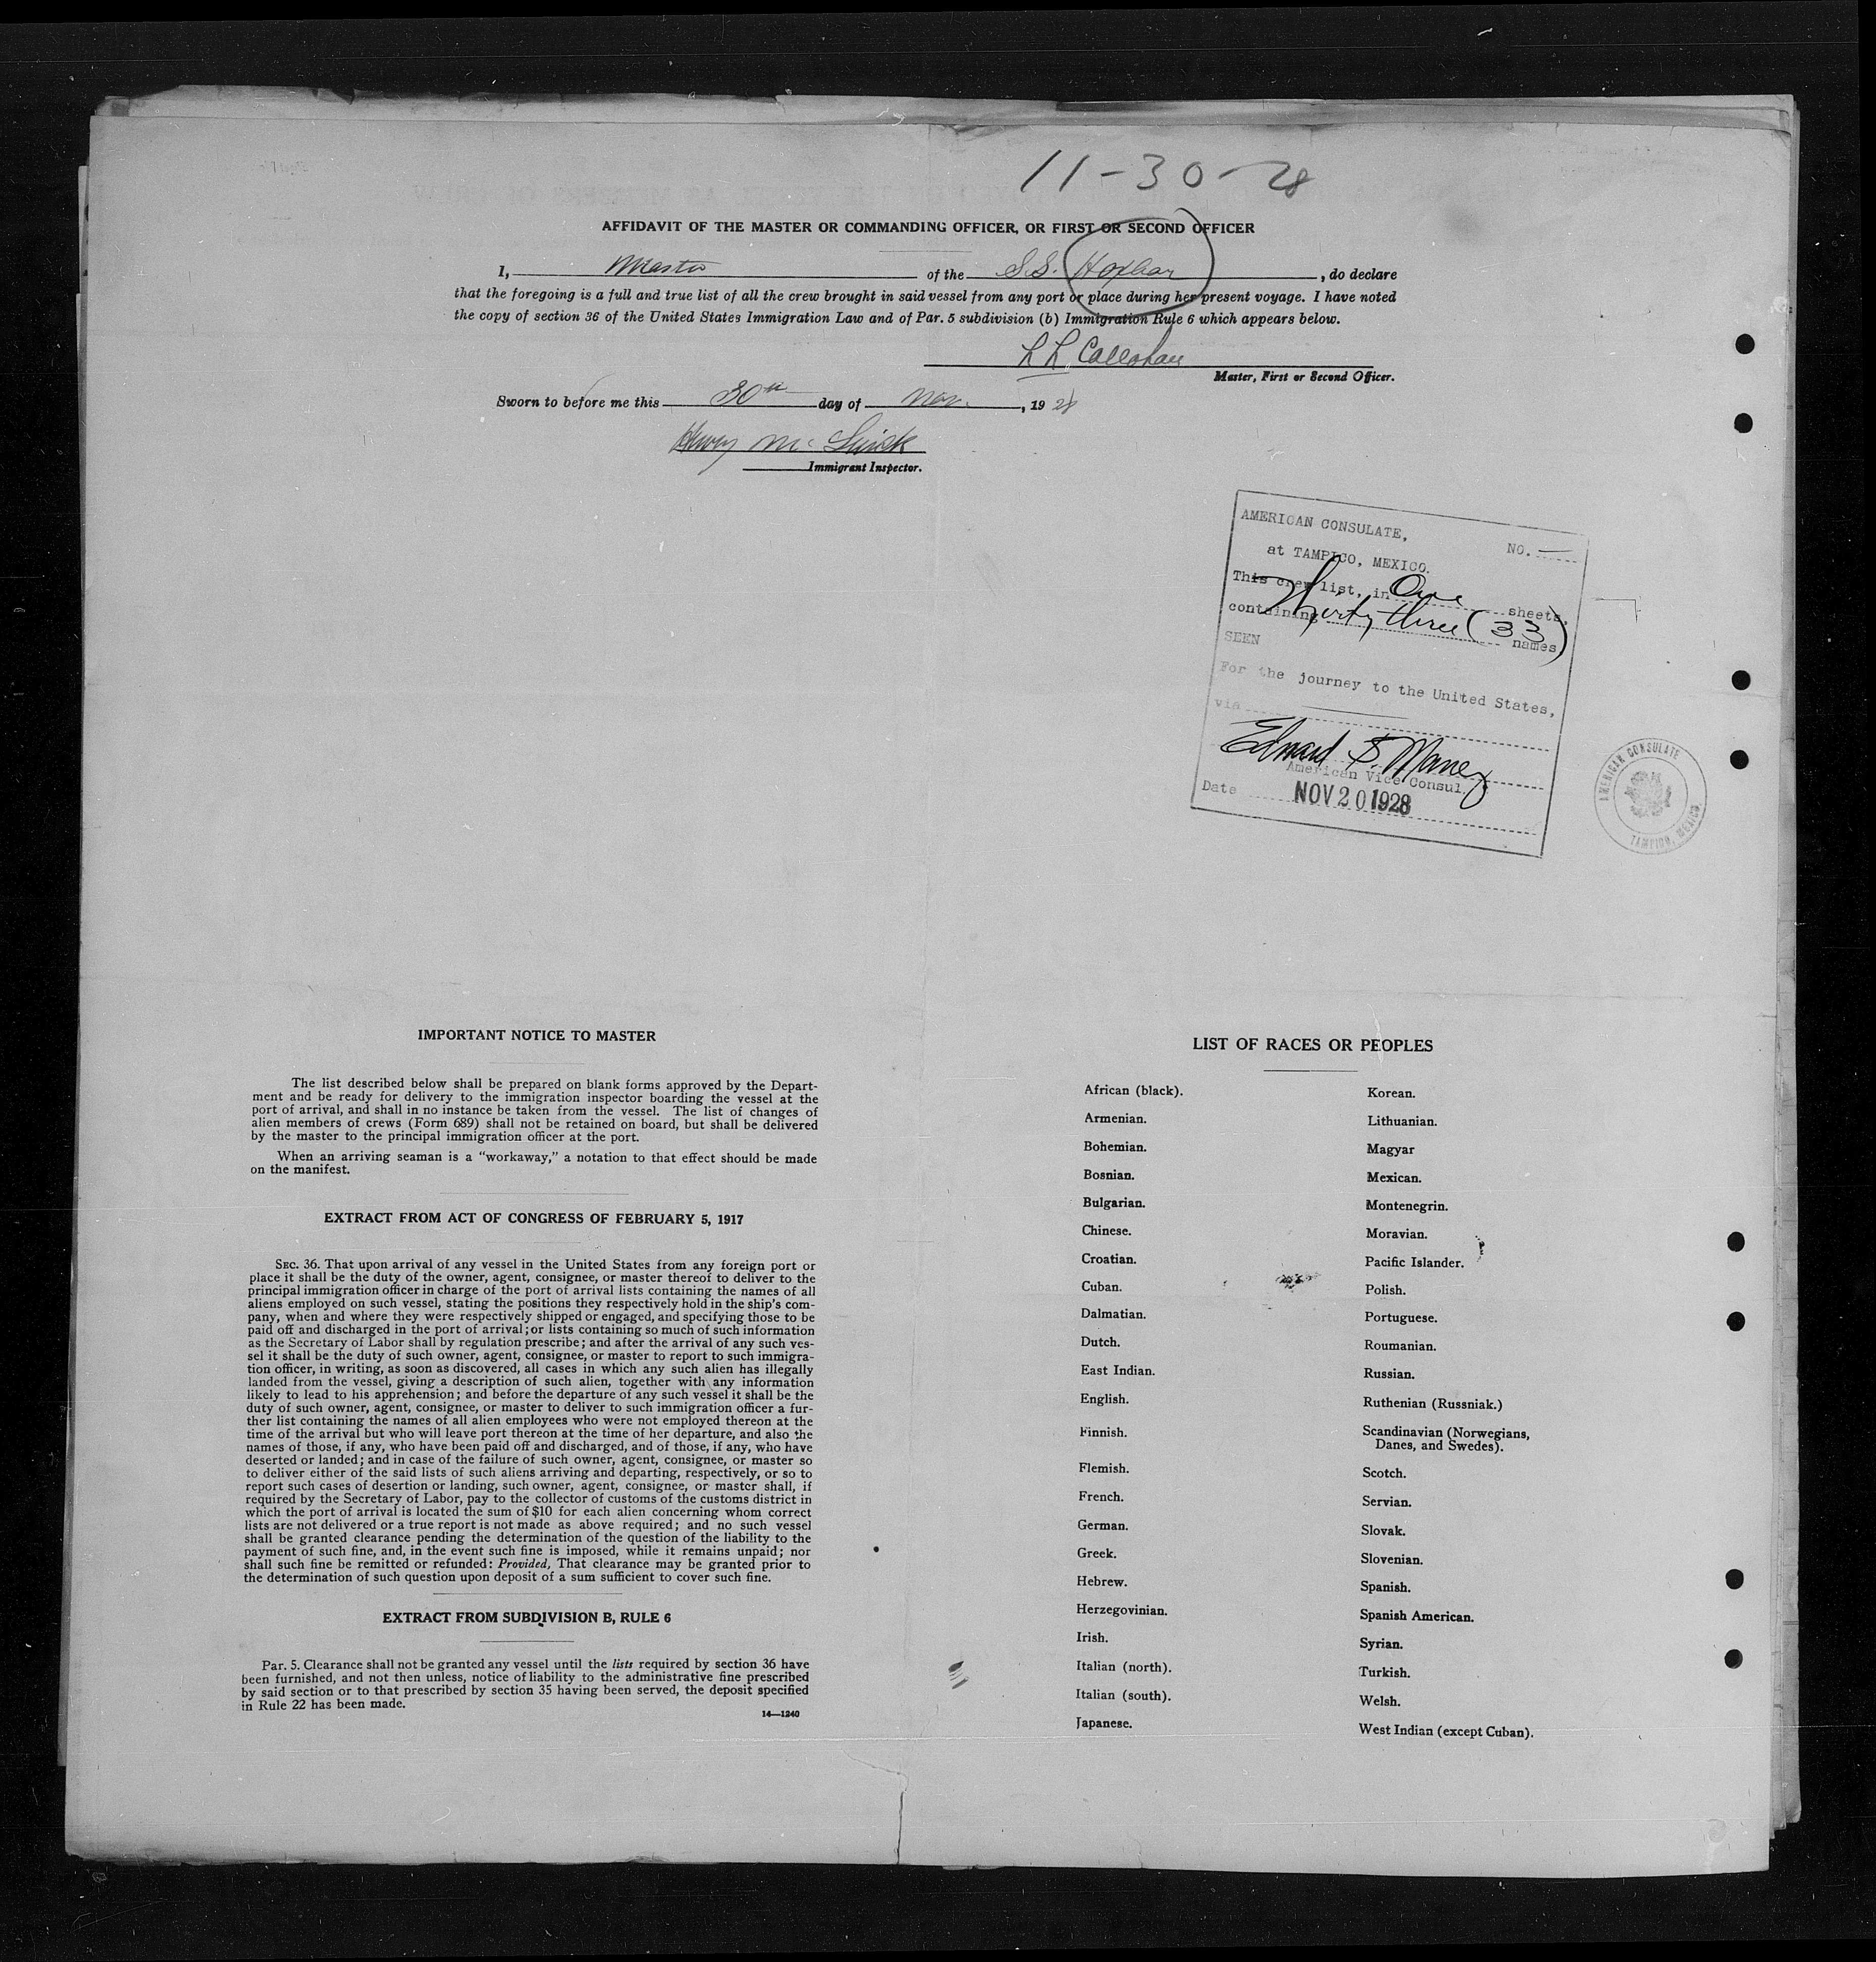 11-30-28
AFFIDAVIT OF THE MASTER OR COMMANDING OFFICER, OR FIRST OR SECOND OFFICER
I, Master of the S.S. Hoxbar, do declare
that the foregoing is a full and true list of all the crew brought in said vessel from any port or place during her present voyage. I have noted
the copy of section 36 of the United States Immigration Law and of Par. 5 subdivision (b) Immigration Rule 6 which appears below.
L L Callahan
Master, First or Second Officer.
Sworn to before me this 30th day of Nov., 1928
Henry Mc
Immigrant Inspector.
AMERICAN CONSULATE,
NO. —
at TAMPICO, MEXICO.
This crew list, in One sheets,
containing Thirty three (33) names
SEEN
For the journey to the United States,
via
Edward S. Maney
American Vice Consul.
Date NOV 20 1928
AMERICAN CONSULATE
TAMPICO, MEXICO
IMPORTANT NOTICE TO MASTER
The list described below shall be prepared on blank forms approved by the Depart-
ment and be ready for delivery to the immigration inspector boarding the vessel at the
port of arrival, and shall in no instance be taken from the vessel. The list of changes of
alien members of crews (Form 689) shall not be retained on board, but shall be delivered
by the master to the principal immigration officer at the port.
When an arriving seaman is a “workaway,” a notation to that effect should be made
on the manifest.
EXTRACT FROM ACT OF CONGRESS OF FEBRUARY 5, 1917
SEC. 36. That upon arrival of any vessel in the United States from any foreign port or
place it shall be the duty of the owner, agent, consignee, or master thereof to deliver to the
principal immigration officer in charge of the port of arrival lists containing the names of all
aliens employed on such vessel, stating the positions they respectively hold in the ship's com-
pany, when and where they were respectively shipped or engaged, and specifying those to be
paid off and discharged in the port of arrival; or lists containing so much of such information
as the Secretary of Labor shall by regulation prescribe; and after the arrival of any such ves-
sel it shall be the duty of such owner, agent, consignee, or master to report to such immigra-
tion officer, in writing, as soon as discovered, all cases in which any such alien has illegally
landed from the vessel, giving a description of such alien, together with any information
likely to lead to his apprehension; and before the departure of any such vessel it shall be the
duty of such owner, agent, consignee, or master to deliver to such immigration officer a fur-
ther list containing the names of all alien employees who were not employed thereon at the
time of the arrival but who will leave port thereon at the time of her departure, and also the
names of those, if any, who have been paid off and discharged, and of those, if any, who have
deserted or landed; and in case of the failure of such owner, agent, consignee, or master so
to deliver either of the said lists of such aliens arriving and departing, respectively, or so to
report such cases of desertion or landing, such owner, agent, consignee, or master shall, if
required by the Secretary of Labor, pay to the collector of customs of the customs district in
which the port of arrival is located the sum of $10 for each alien concerning whom correct
lists are not delivered or a true report is not made as above required; and no such vessel
shall be granted clearance pending the determination of the question of the liability to the
payment of such fine, and, in the event such fine is imposed, while it remains unpaid; nor
shall such fine be remitted or refunded: Provided, That clearance may be granted prior to
the determination of such question upon deposit of a sum sufficient to cover such fine.
EXTRACT FROM SUBDIVISION B, RULE 6
Par. 5. Clearance shall not be granted any vessel until the lists required by section 36 have
been furnished, and not then unless, notice of liability to the administrative fine prescribed
by said section or to that prescribed by section 35 having been served, the deposit specified
in Rule 22 has been made.
14—1240
LIST OF RACES OR PEOPLES
African (black).
Armenian.
Bohemian.
Bosnian.
Bulgarian.
Chinese.
Croatian.
Cuban.
Dalmatian.
Dutch.
East Indian.
English.
Finnish.
Flemish.
French.
German.
Greek.
Hebrew.
Herzegovinian.
Irish.
Italian (north).
Italian (south).
Japanese.
Korean.
Lithuanian.
Magyar
Mexican.
Montenegrin.
Moravian.
Pacific Islander.
Polish.
Portuguese.
Roumanian.
Russian.
Ruthenian (Russniak.)
Scandinavian (Norwegians,
Danes, and Swedes).
Scotch.
Servian.
Slovak.
Slovenian.
Spanish.
Spanish American.
Syrian.
Turkish.
Welsh.
West Indian (except Cuban).